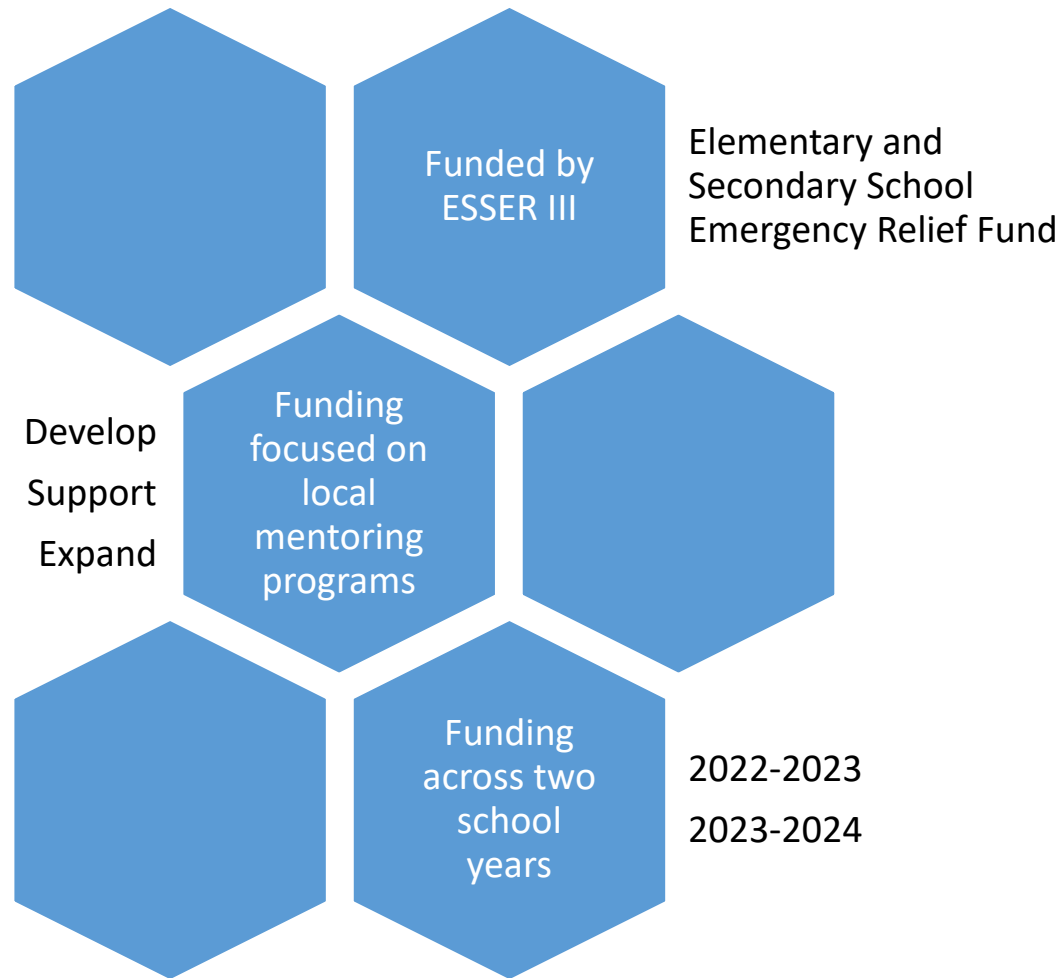 Funded by
ESSER III
Elementary and
Secondary School
Emergency Relief Fund
Develop
Support
Expand
Funding
focused on
local
mentoring
programs
Funding
across two
school
years
2022-2023
2023-2024